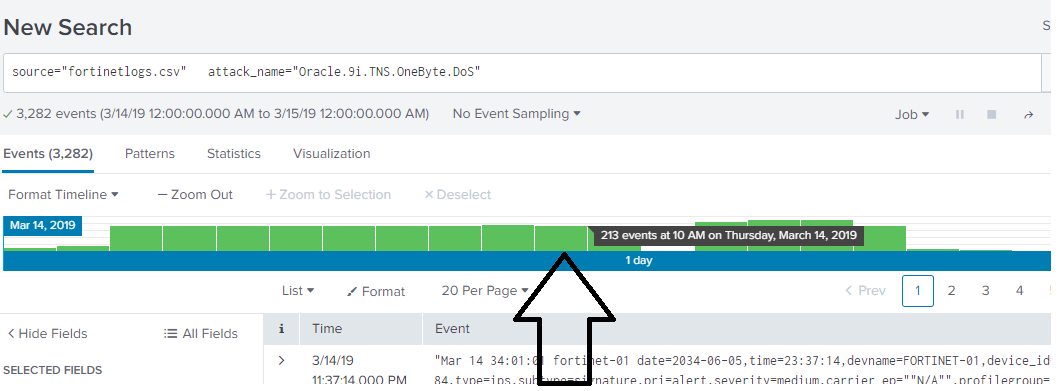 New Search
S
source="fortinetlogs.csv" attack_name="Oracle.9i.TNS.OneByte.DoS"
✓ 3,282 events (3/14/19 12:00:00.000 AM to 3/15/19 12:00:00.000 AM) No Event Sampling Job
Events (3,282) Patterns Statistics Visualization
Format Timeline — Zoom Out + Zoom to Selection × Deselect
Mar 14, 2019
213 events at 10 AM on Thursday, March 14, 2019
1 day
List Format 20 Per Page < Prev 1 2 3 4
< Hide Fields All Fields i Time Event
SELECTED FIELDS > 3/14/19 "Mar 14 34:01:01 fortinet-01 date=2034-06-05,time=23:37:14,devname=FORTINET-01,device_id
11:37:14.000 PM 84,type=ips,subtype=signature,pri=alert,severity=medium,carrier_ep=""N/A"",profilegroup=